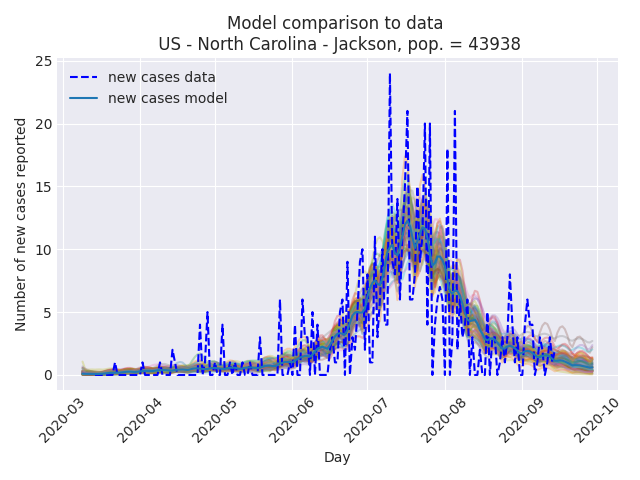 Model comparison to data
US - North Carolina - Jackson, pop. = 43938
new cases data
new cases model
Number of new cases reported
25
20
15
10
5
0
2020-03
2020-04
2020-05
2020-06
2020-07
2020-08
2020-09
2020-10
Day